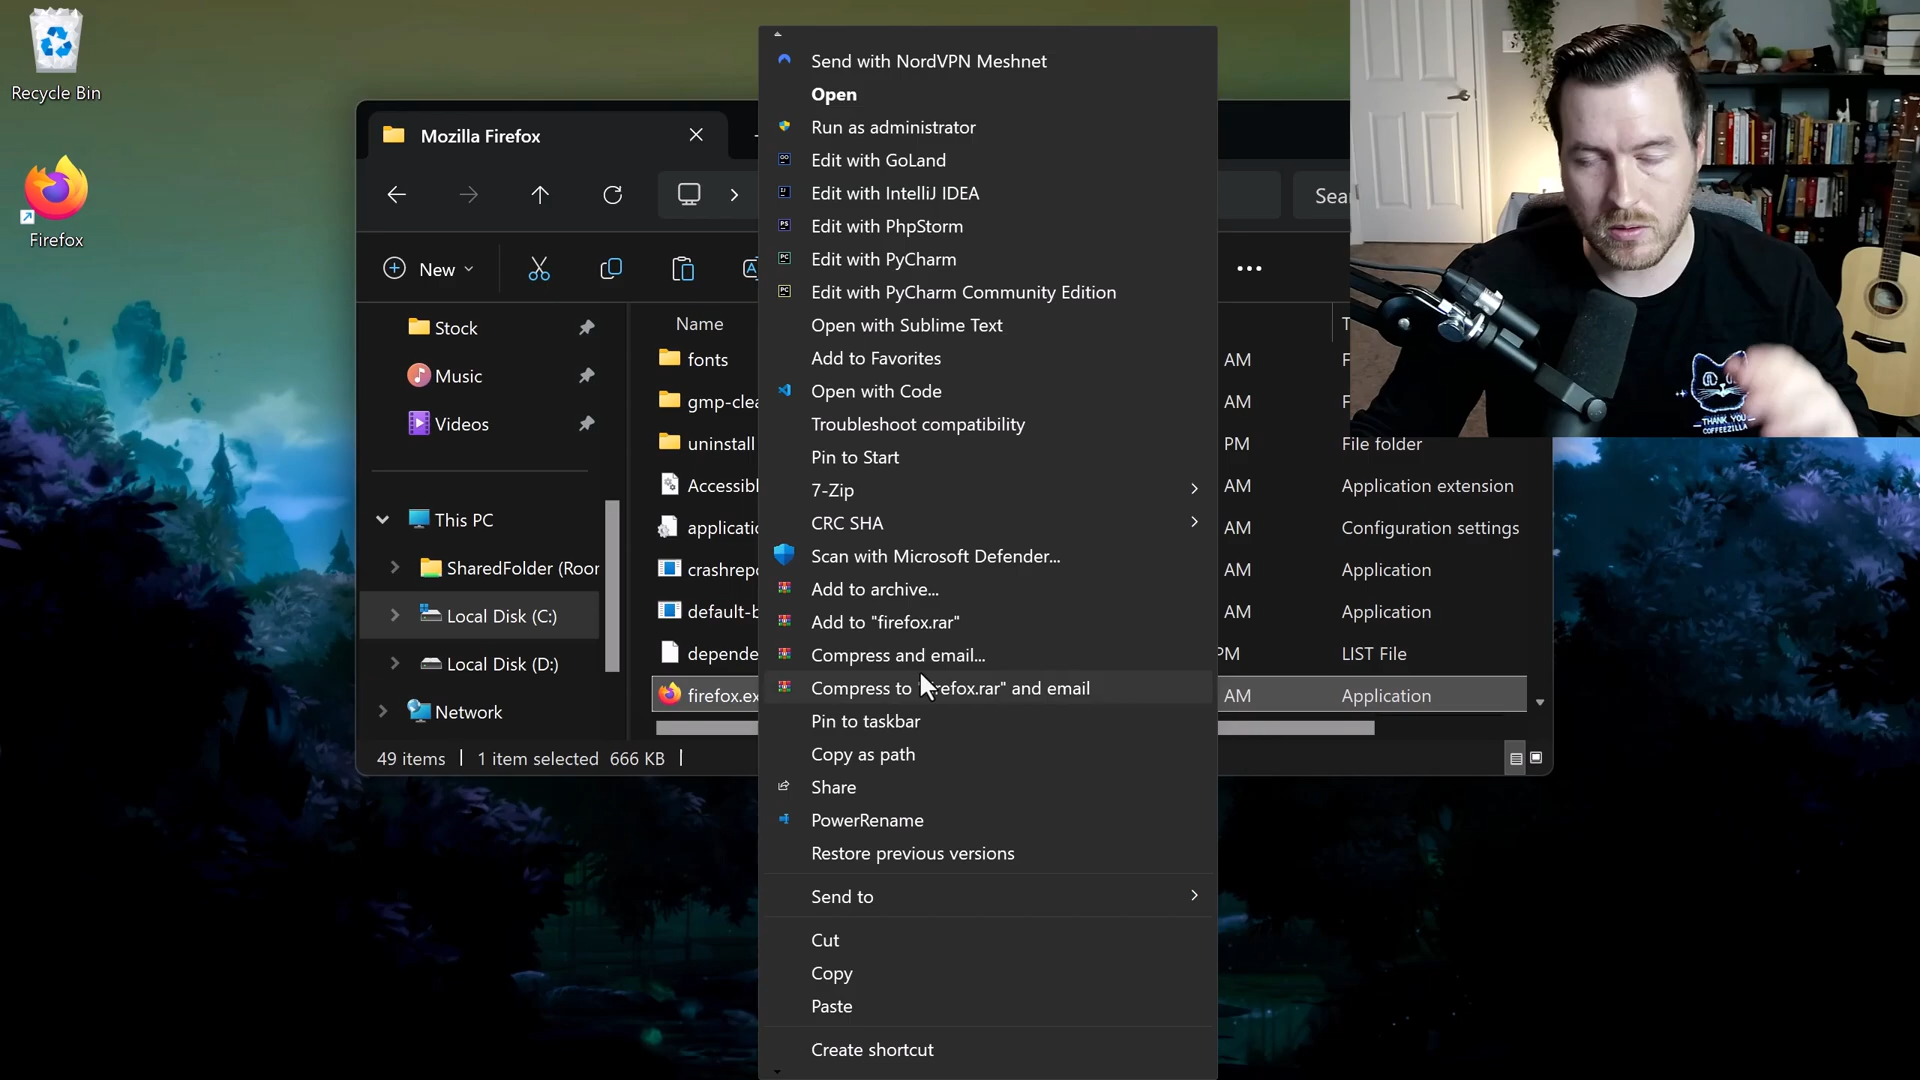 Recycle Bin
Firefox
Mozilla Firefox
Sea
New
Stock
Music
Videos
This PC
SharedFolder (Roor
Local Disk (C:)
Local Disk (D:)
Network
Name
fonts
gmp-clea
uninstall
Accessibl
applicatio
crashrepo
default-b
depende
firefox.ex
AM
AM
PM
AM
AM
AM
AM
PM
AM
T
F
F
File folder
Application extension
Configuration settings
Application
Application
LIST File
Application
49 items
1 item selected 666 KB
Send with NordVPN Meshnet
Open
Run as administrator
Edit with GoLand
Edit with IntelliJ IDEA
Edit with PhpStorm
Edit with PyCharm
Edit with PyCharm Community Edition
Open with Sublime Text
Add to Favorites
Open with Code
Troubleshoot compatibility
Pin to Start
7-Zip
CRC SHA
Scan with Microsoft Defender...
Add to archive...
Add to "firefox.rar"
Compress and email...
Compress to "firefox.rar" and email
Pin to taskbar
Copy as path
Share
PowerRename
Restore previous versions
Send to
Cut
Copy
Paste
Create shortcut
THANK YOU
COFFEEZILLA